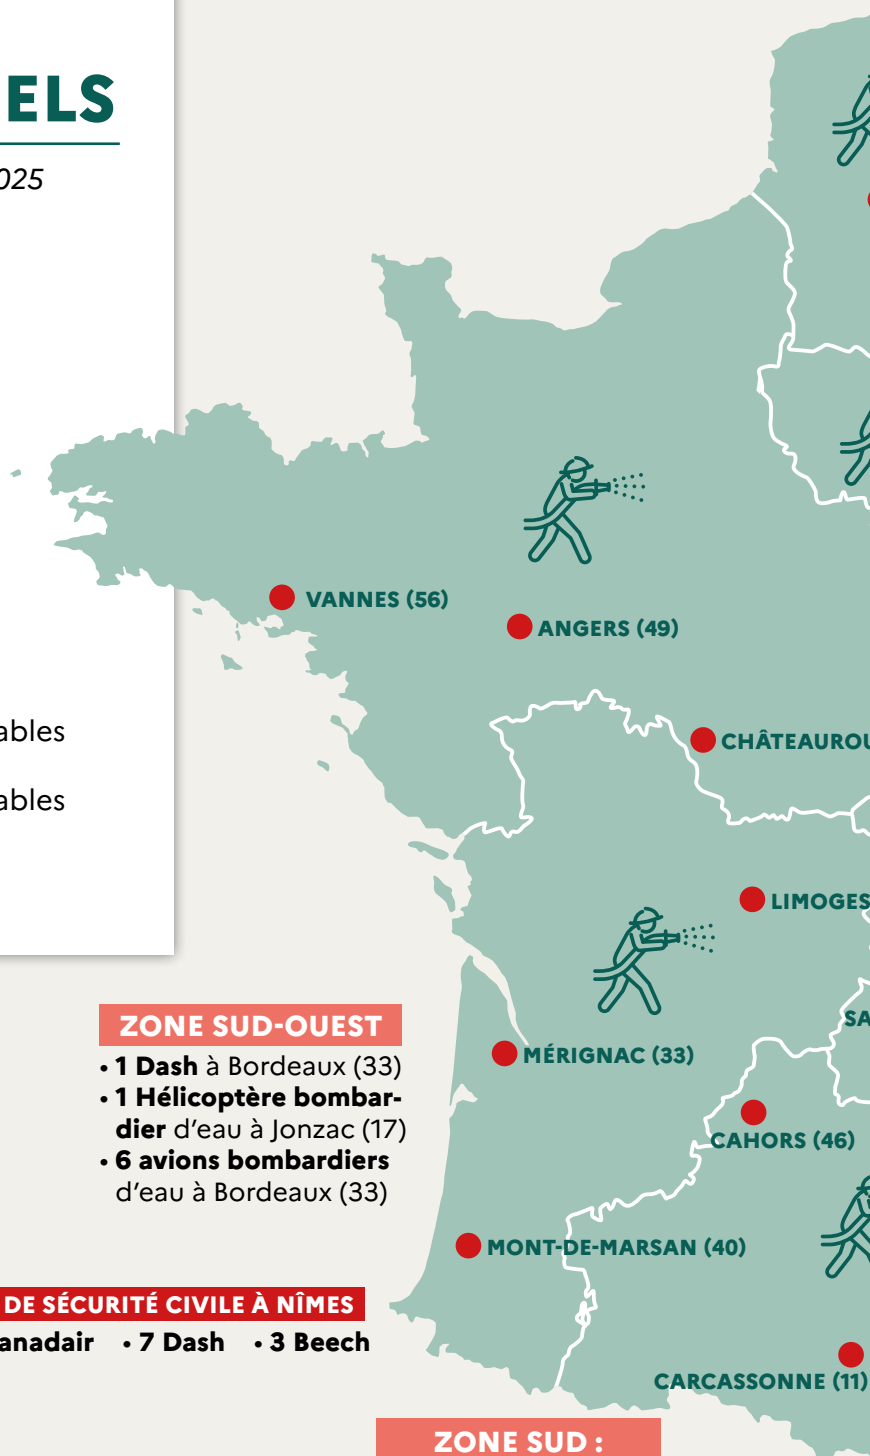 ELS
025
ables
ables
VANNES (56)
ANGERS (49)
CHÂTEAUROU
LIMOGES
MÉRIGNAC (33)
SA
CAHORS (46)
MONT-DE-MARSAN (40)
CARCASSONNE (11)
ZONE SUD-OUEST
• 1 Dash à Bordeaux (33)
• 1 Hélicoptère bombar-
dier d’eau à Jonzac (17)
• 6 avions bombardiers
d’eau à Bordeaux (33)
DE SÉCURITÉ CIVILE À NÎMES
anadair • 7 Dash • 3 Beech
ZONE SUD :